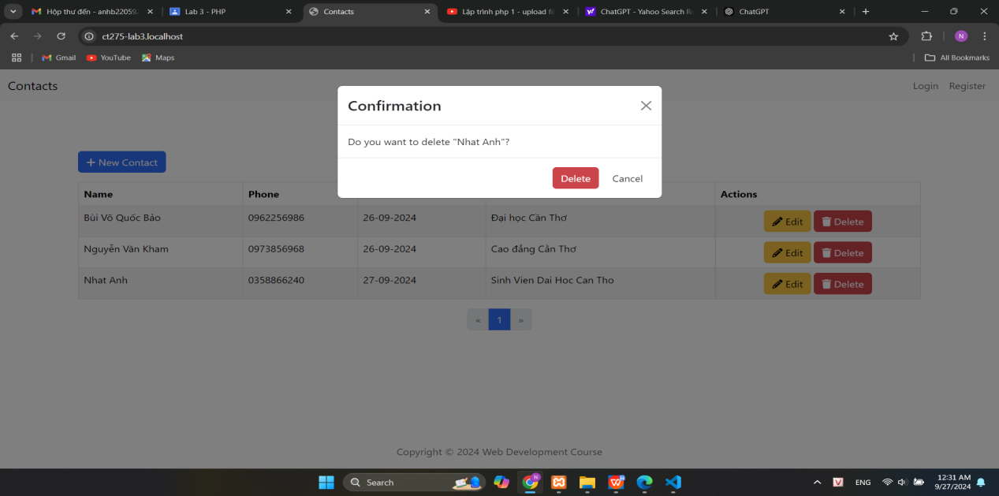 Hộp thư đến - anhb22059
Lab 3 - PHP
Contacts
Lập trình php 1 - upload fi
ChatGPT - Yahoo Search Re
ChatGPT
ct275-lab3.localhost
N
Gmail
YouTube
Maps
All Bookmarks
Contacts
Login
Register
Confirmation
Do you want to delete "Nhat Anh"?
Delete
Cancel
+ New Contact
Name Phone Actions
Bùi Võ Quốc Bảo 0962256986 26-09-2024 Đại học Cần Thơ Edit Delete
Nguyễn Văn Kham 0973856968 26-09-2024 Cao đẳng Cần Thơ Edit Delete
Nhat Anh 0358866240 27-09-2024 Sinh Vien Dai Hoc Can Tho Edit Delete
« 1 »
Copyright © 2024 Web Development Course
Search
ENG
12:31 AM
9/27/2024